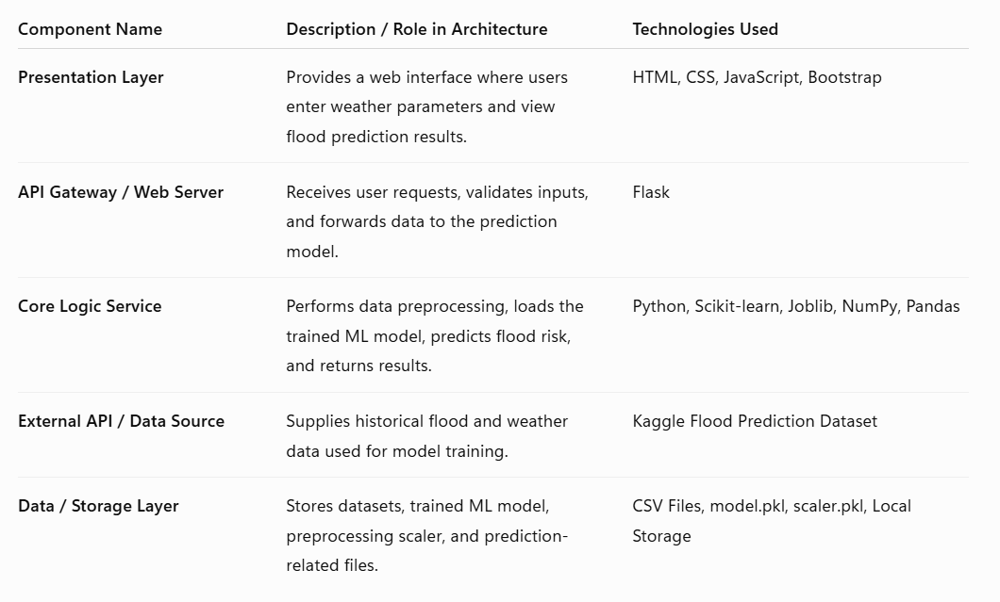 Component Name Description / Role in Architecture Technologies Used
Presentation Layer Provides a web interface where users HTML, CSS, JavaScript, Bootstrap
enter weather parameters and view
flood prediction results.
API Gateway / Web Server Receives user requests, validates inputs, Flask
and forwards data to the prediction
model.
Core Logic Service Performs data preprocessing, loads the Python, Scikit-learn, Joblib, NumPy, Pandas
trained ML model, predicts flood risk,
and returns results.
External API / Data Source Supplies historical flood and weather Kaggle Flood Prediction Dataset
data used for model training.
Data / Storage Layer Stores datasets, trained ML model, CSV Files, model.pkl, scaler.pkl, Local
preprocessing scaler, and prediction- Storage
related files.